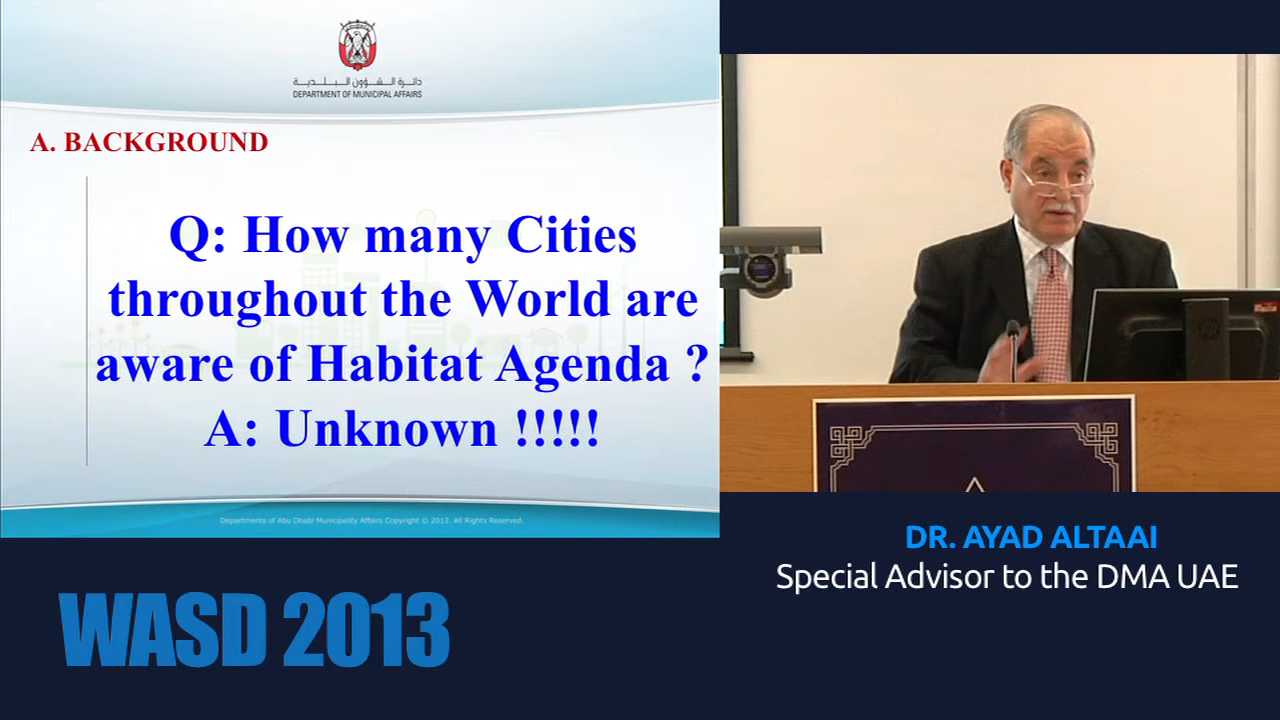 دائرة الشؤون البلدية
DEPARTMENT OF MUNICIPAL AFFAIRS
A. BACKGROUND
Q: How many Cities
throughout the World are
aware of Habitat Agenda ?
A: Unknown !!!!!
Departments of Abu Dhabi Municipality Affairs Copyright © 2013. All Rights Reserved.
DR. AYAD ALTAAI
Special Advisor to the DMA UAE
WASD 2013